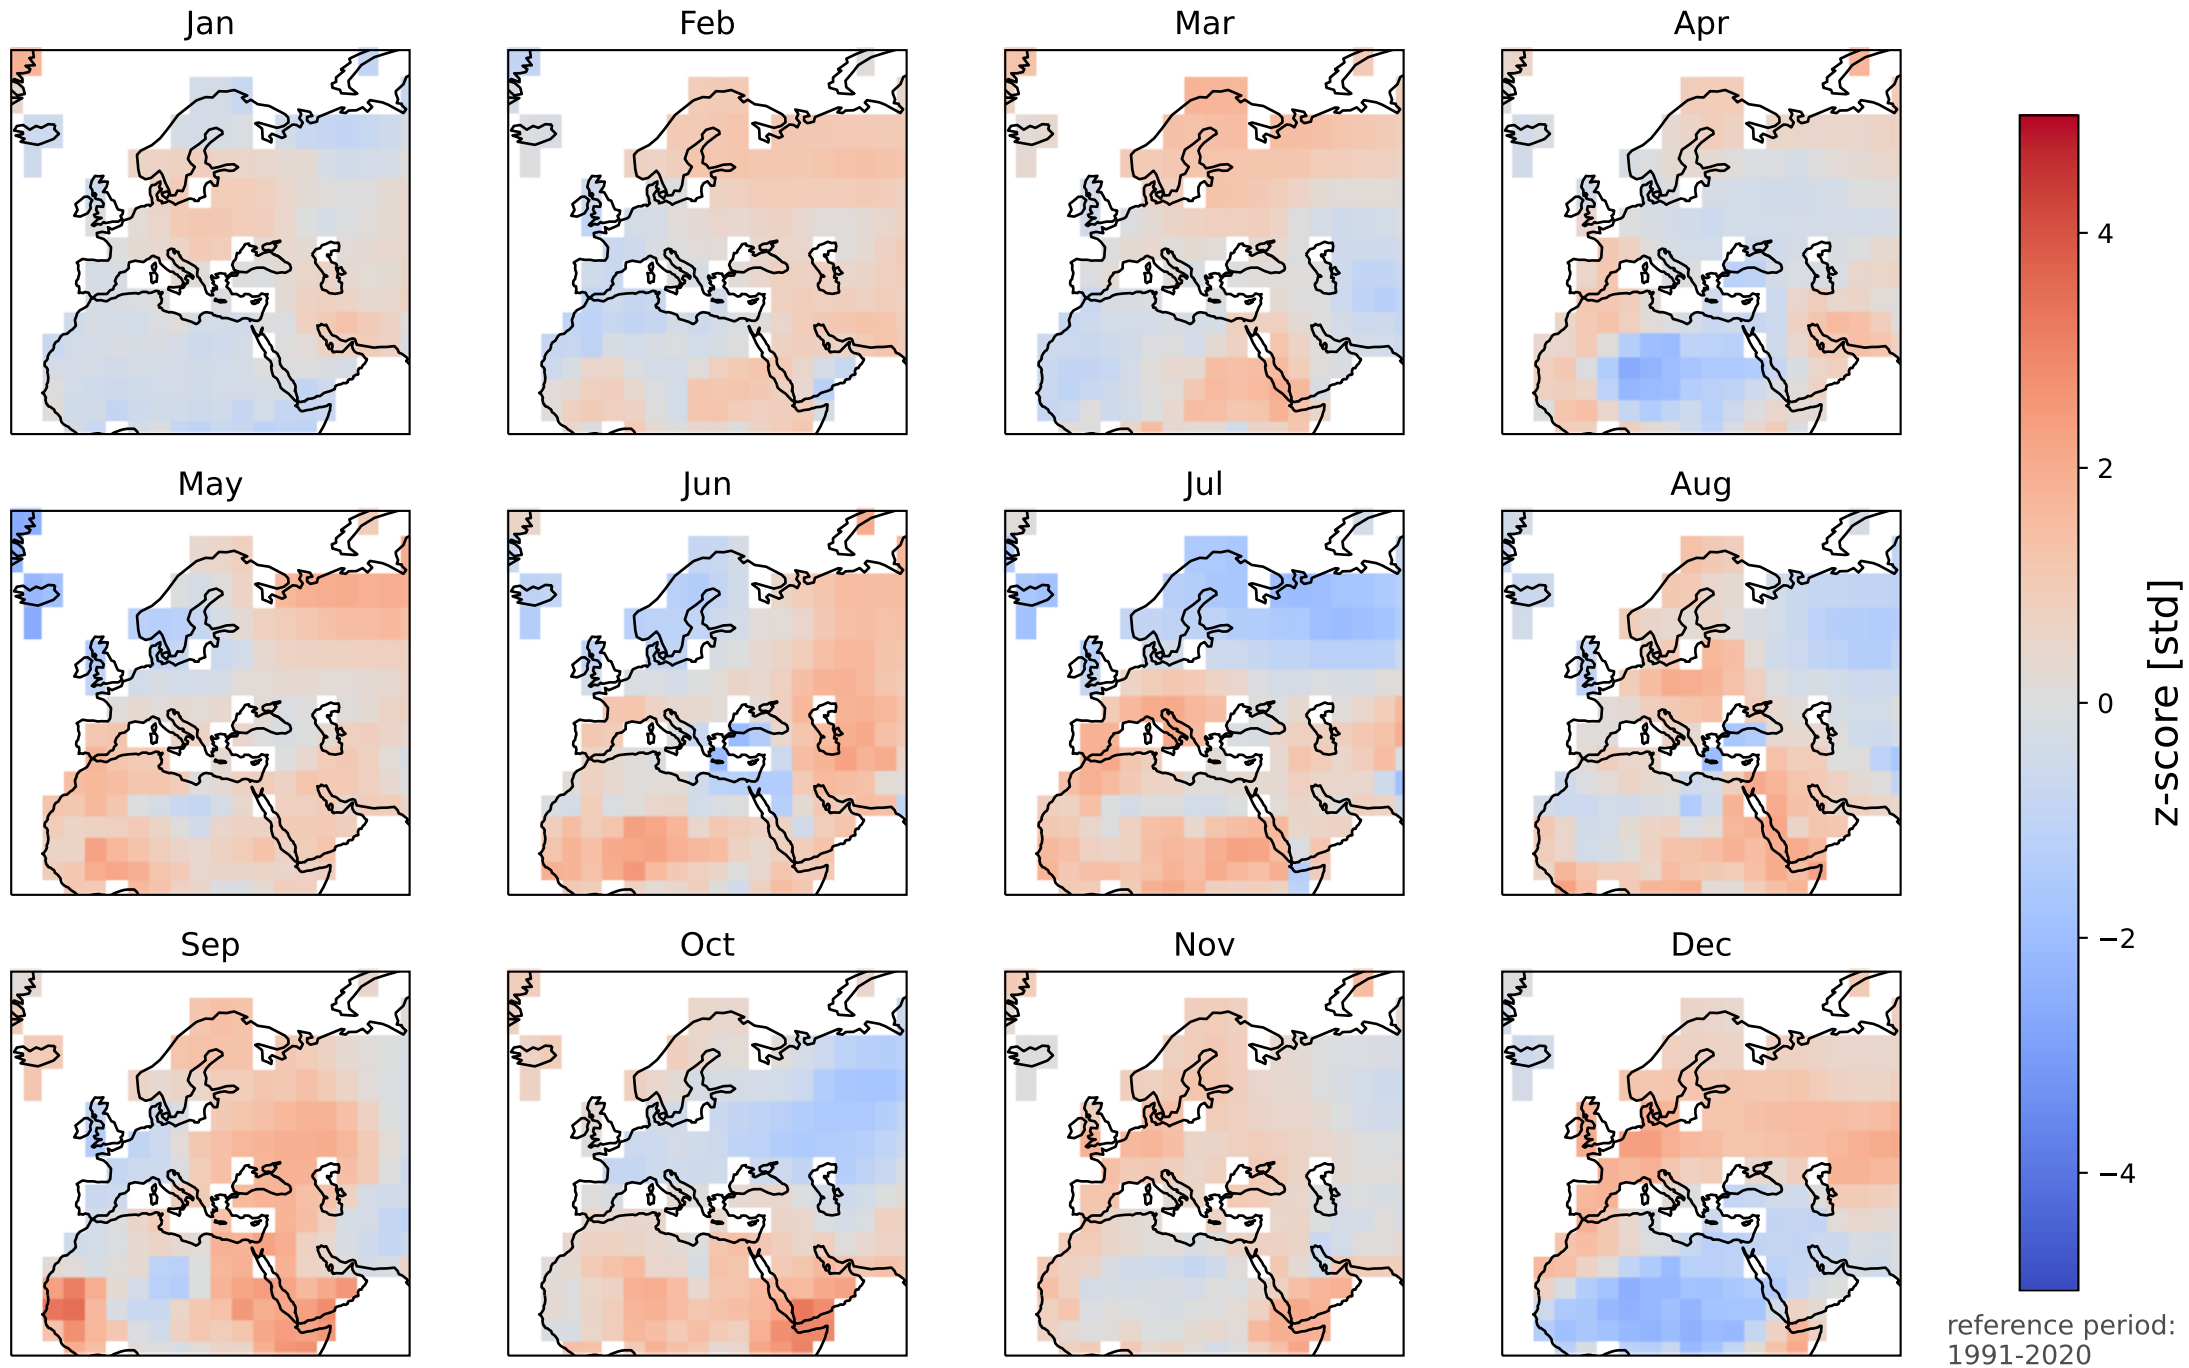 Jan
Feb
Mar
Apr
May
Jun
Jul
Aug
Sep
Oct
Nov
Dec
4
2
0
−2
−4
z-score [std]
reference period:
1991-2020